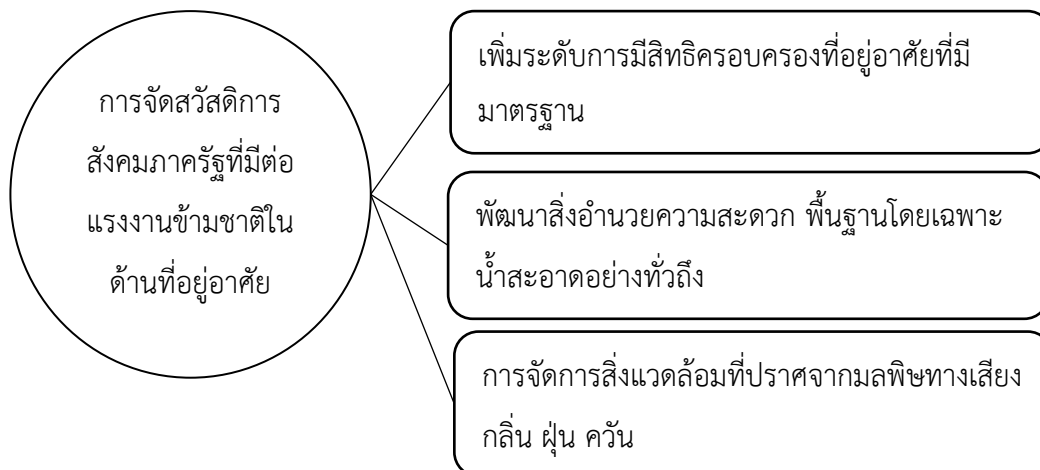 การจัดสวัสดิการ
สังคมภาครัฐที่มีต่อ
แรงงานข้ามชาติใน
ด้านที่อยู่อาศัย
เพิ่มระดับการมีสิทธิครอบครองที่อยู่อาศัยที่มี
มาตรฐาน
พัฒนาสิ่งอำนวยความสะดวก พื้นฐานโดยเฉพาะ
น้ำสะอาดอย่างทั่วถึง
การจัดการสิ่งแวดล้อมที่ปราศจากมลพิษทางเสียง
กลิ่น ฝุ่น ควัน